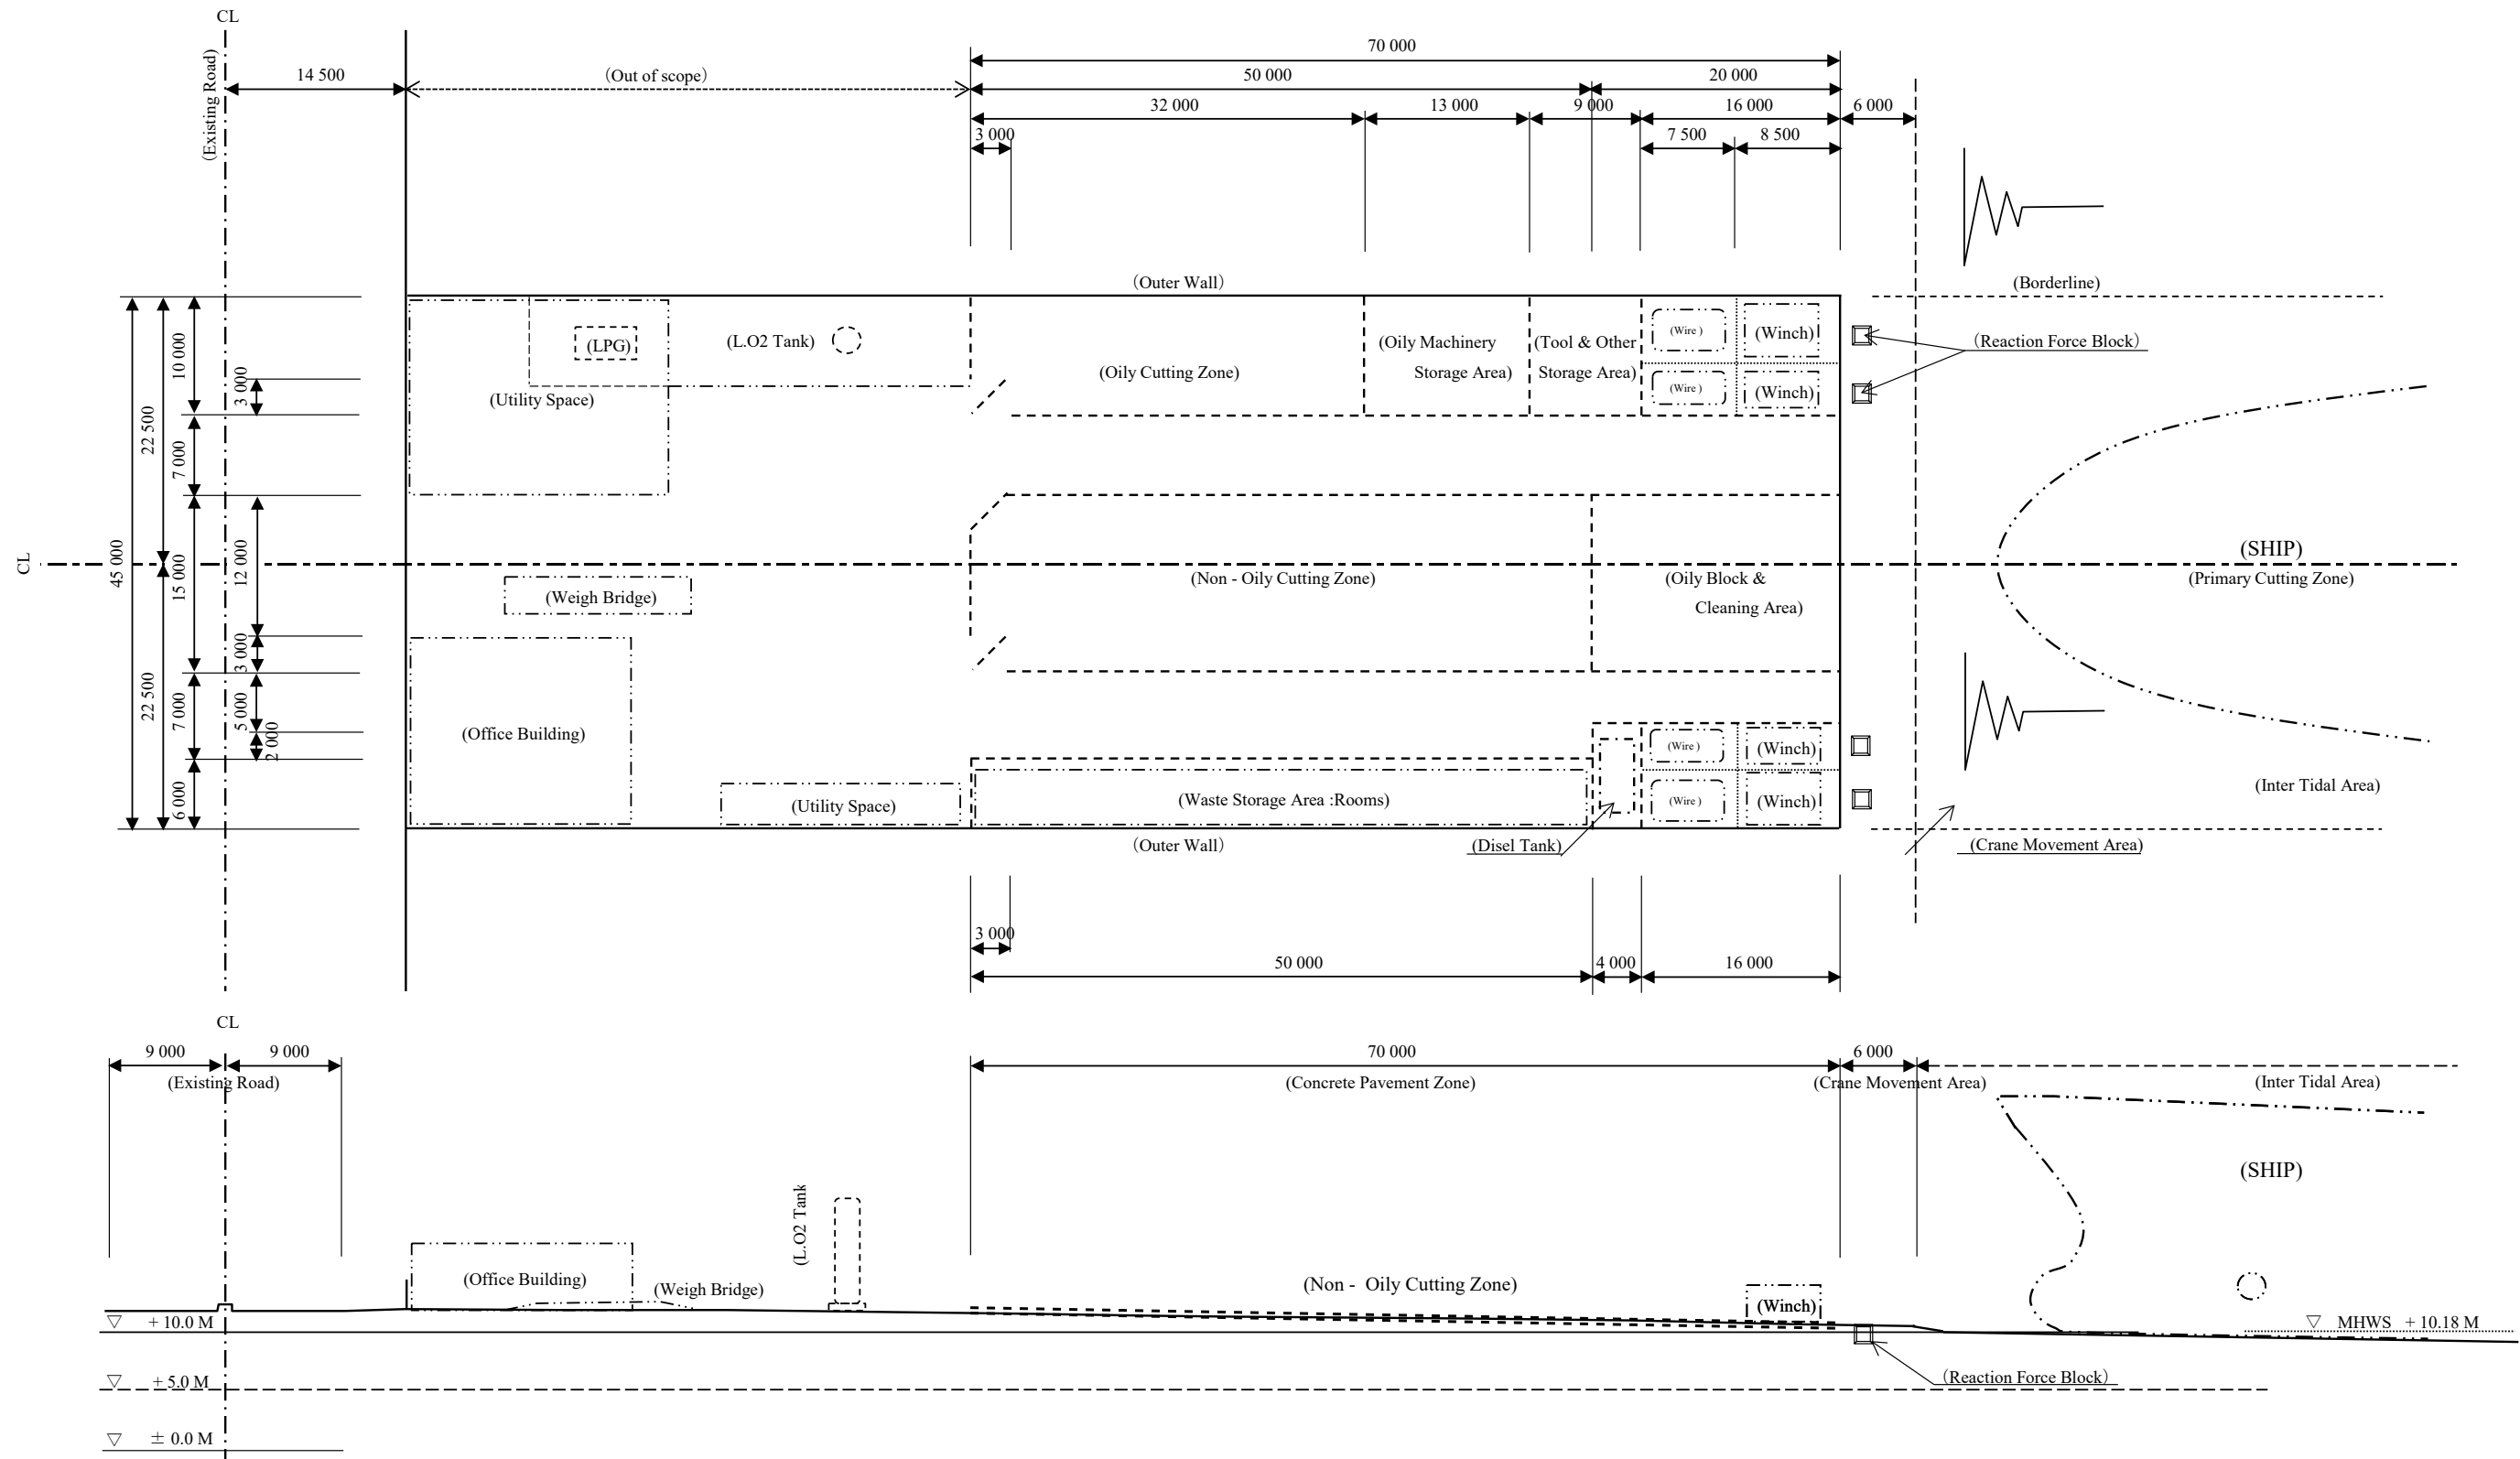 CL
(Existing Road)
70 000
14 500
(Out of scope)
50 000
20 000
32 000
13 000
9 000
16 000
6 000
3 000
7 500
8 500
(Outer Wall)
(Borderline)
(LPG)
(L.O2 Tank)
(Utility Space)
(Oily Cutting Zone)
(Oily Machinery
Storage Area)
(Tool & Other
Storage Area)
(Wire )
(Winch)
(Wire )
(Winch)
(Reaction Force Block)
10 000
3 000
22 500
7 000
CL
45 000
15 000
12 000
3 000
22 500
7 000
5 000
2 000
6 000
(SHIP)
(Primary Cutting Zone)
(Non - Oily Cutting Zone)
(Oily Block &
Cleaning Area)
(Weigh Bridge)
(Office Building)
(Utility Space)
(Waste Storage Area :Rooms)
(Wire )
(Winch)
(Wire )
(Winch)
(Inter Tidal Area)
(Outer Wall)
(Disel Tank)
(Crane Movement Area)
3 000
50 000
4 000
16 000
CL
9 000
9 000
(Existing Road)
70 000
(Concrete Pavement Zone)
6 000
(Crane Movement Area)
(Inter Tidal Area)
(SHIP)
(L.O2 Tank
(Office Building)
(Weigh Bridge)
(Non - Oily Cutting Zone)
(Winch)
▽ + 10.0 M
▽ MHWS + 10.18 M
▽ + 5.0 M
(Reaction Force Block)
▽ ± 0.0 M